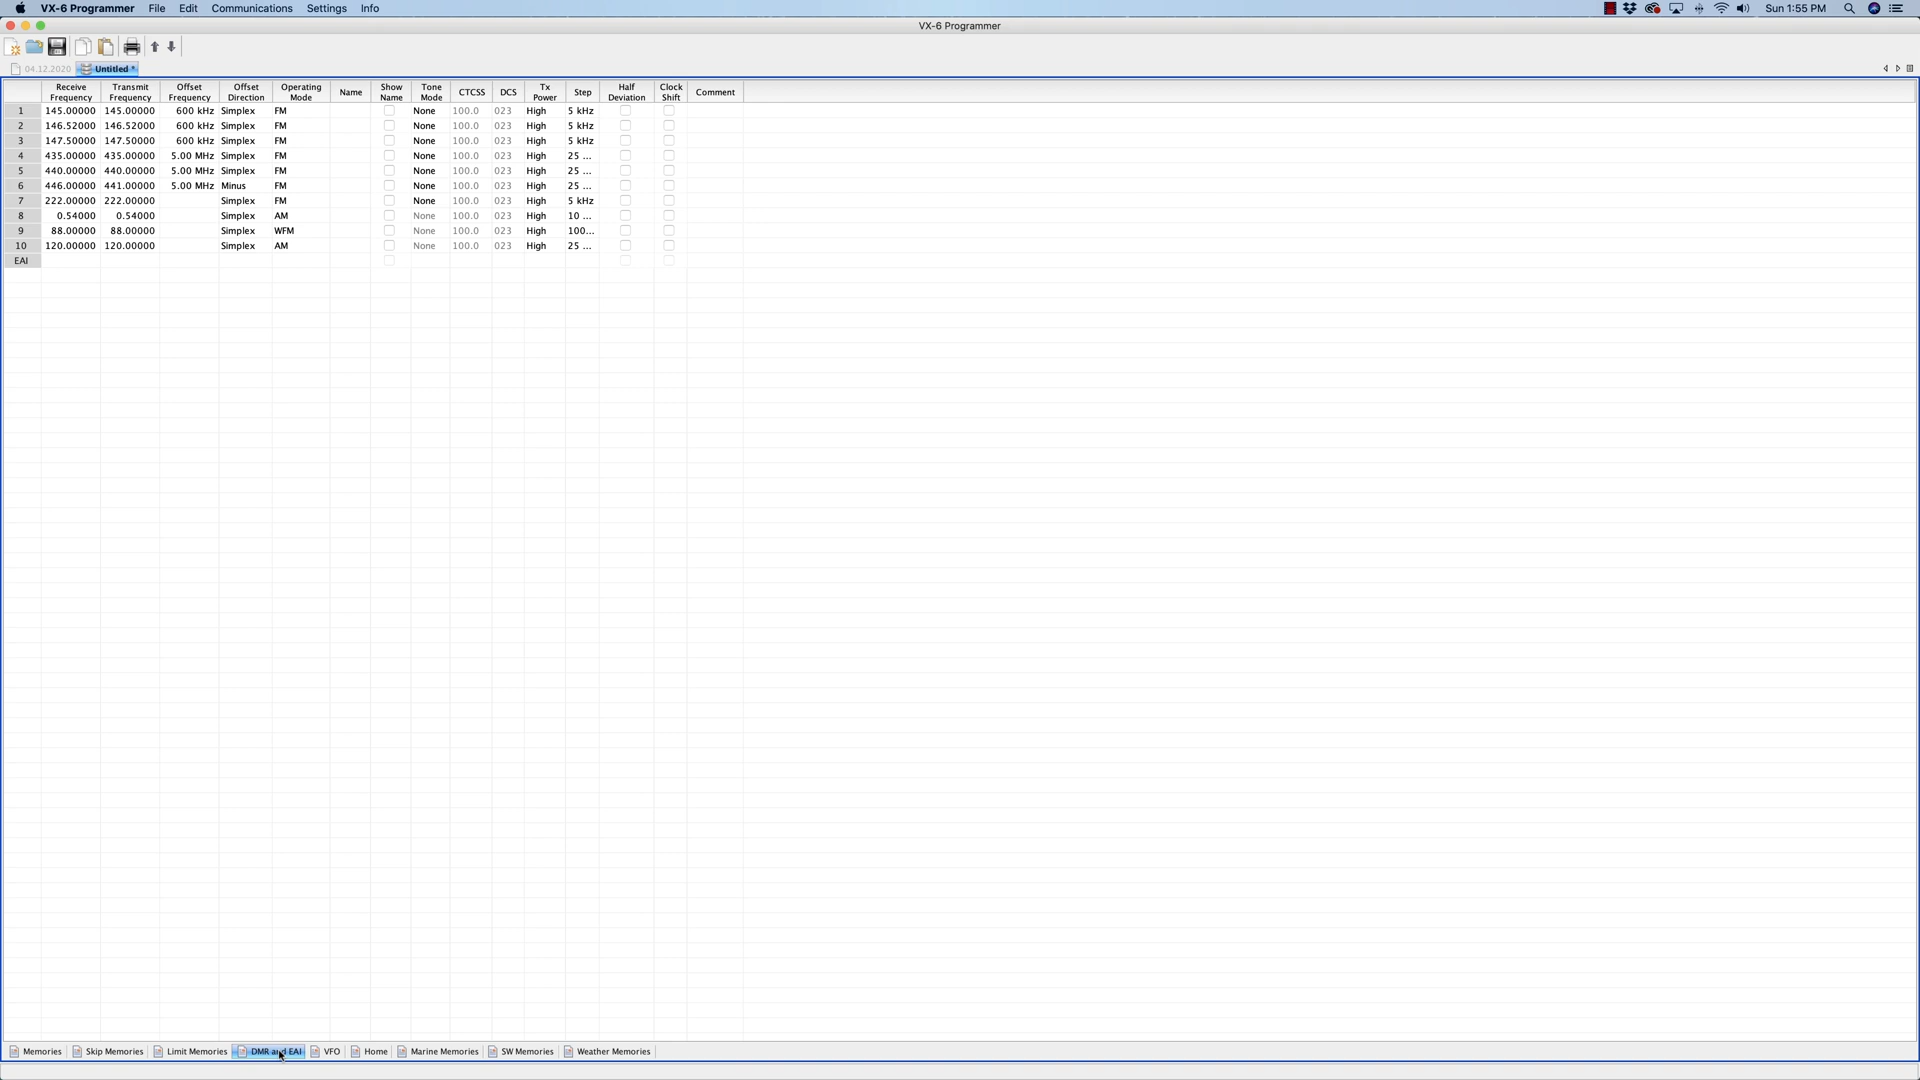 VX-6 Programmer File Edit Communications Settings Info Sun 1:55 PM
VX-6 Programmer
04.12.2020 Untitled *
Receive Frequency Transmit Frequency Offset Frequency Offset Direction Operating Mode Name Show Name Tone Mode CTCSS DCS Tx Power Step Half Deviation Clock Shift Comment
1 145.00000 145.00000 600 kHz Simplex FM None 100.0 023 High 5 kHz
2 146.52000 146.52000 600 kHz Simplex FM None 100.0 023 High 5 kHz
3 147.50000 147.50000 600 kHz Simplex FM None 100.0 023 High 5 kHz
4 435.00000 435.00000 5.00 MHz Simplex FM None 100.0 023 High 25 ...
5 440.00000 440.00000 5.00 MHz Simplex FM None 100.0 023 High 25 ...
6 446.00000 441.00000 5.00 MHz Minus FM None 100.0 023 High 25 ...
7 222.00000 222.00000 Simplex FM None 100.0 023 High 5 kHz
8 0.54000 0.54000 Simplex AM None 100.0 023 High 10 ...
9 88.00000 88.00000 Simplex WFM None 100.0 023 High 100...
10 120.00000 120.00000 Simplex AM None 100.0 023 High 25 ...
EAI
Memories Skip Memories Limit Memories DMR and EAI VFO Home Marine Memories SW Memories Weather Memories